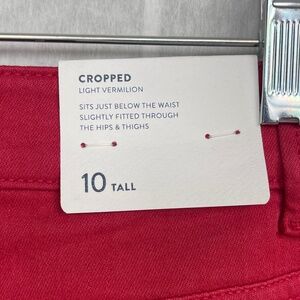 CROPPED
LIGHT VERMILION
SITS JUST BELOW THE WAIST
SLIGHTLY FITTED THROUGH
THE HIPS & THIGHS
10 TALL